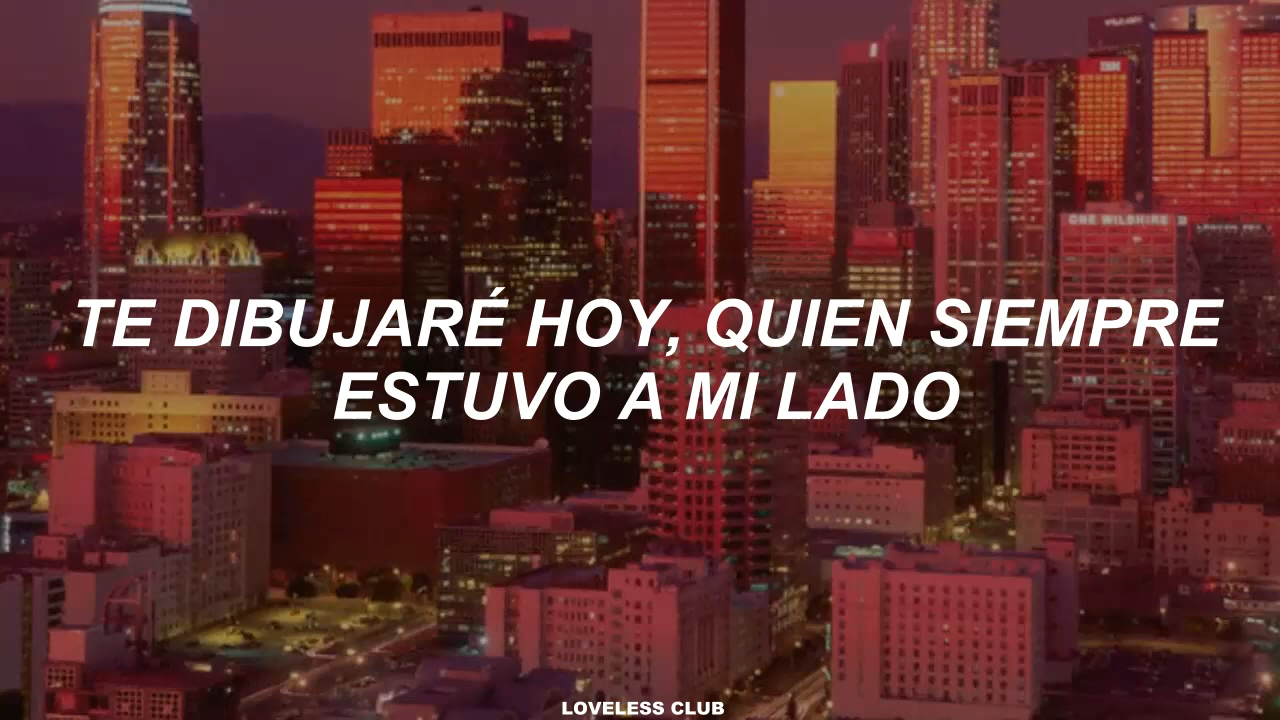 IBM
ONE WILSHIRE
TE DIBUJARÉ HOY, QUIEN SIEMPRE
ESTUVO A MI LADO
LOVELESS CLUB